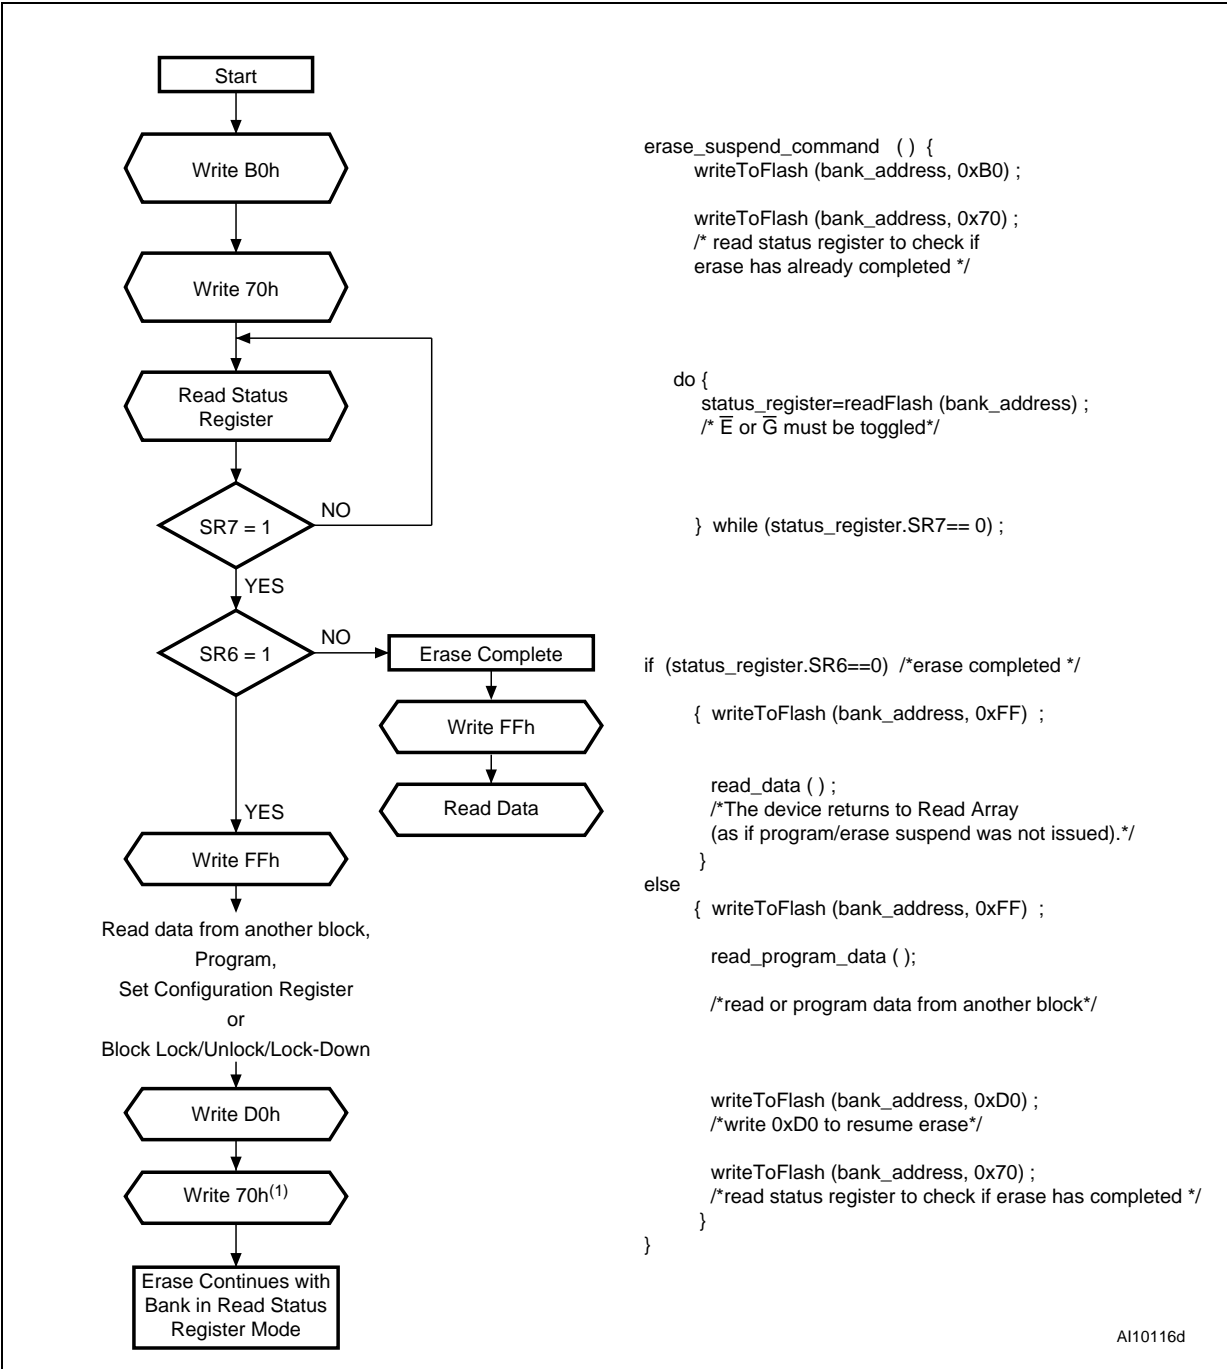 Start
Write B0h
Write 70h
Read Status
Register
SR7 = 1
NO
YES
SR6 = 1
NO
Erase Complete
Write FFh
Read Data
YES
Write FFh
Read data from another block,
Program,
Set Configuration Register
or
Block Lock/Unlock/Lock-Down
Write D0h
Write 70h(1)
Erase Continues with
Bank in Read Status
Register Mode
erase_suspend_command ( ) {
writeToFlash (bank_address, 0xB0) ;
writeToFlash (bank_address, 0x70) ;
/* read status register to check if
erase has already completed */
do {
status_register=readFlash (bank_address) ;
/* E̅ or G̅ must be toggled*/
} while (status_register.SR7== 0) ;
if (status_register.SR6==0) /*erase completed */
{ writeToFlash (bank_address, 0xFF) ;
read_data ( ) ;
/*The device returns to Read Array
(as if program/erase suspend was not issued).*/
}
else
{ writeToFlash (bank_address, 0xFF) ;
read_program_data ( );
/*read or program data from another block*/
writeToFlash (bank_address, 0xD0) ;
/*write 0xD0 to resume erase*/
writeToFlash (bank_address, 0x70) ;
/*read status register to check if erase has completed */
}
}
AI10116d